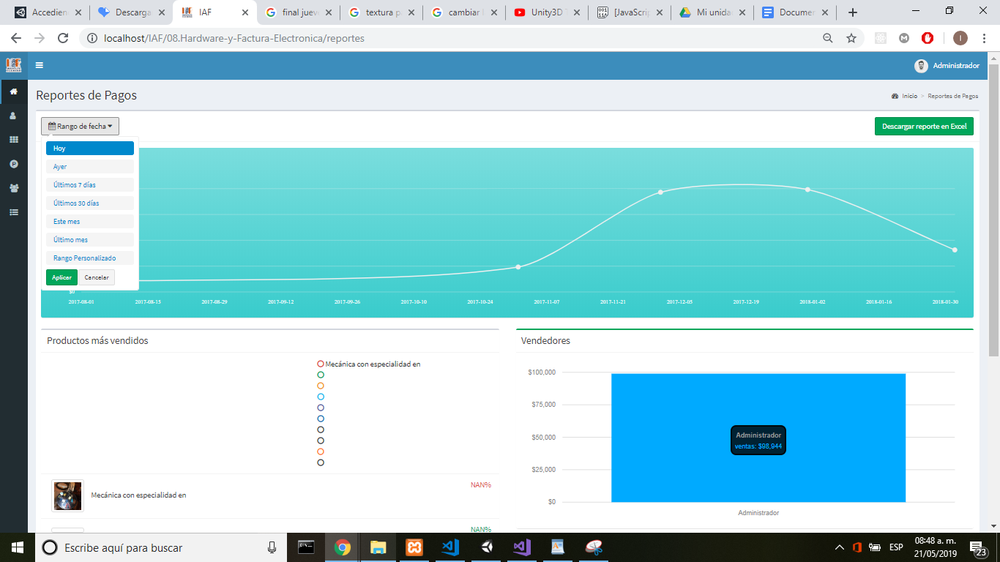 Acceden
Descarga
IAF
final juev
textura p
cambiar l
Unity3D T
[JavaScrip
Mi unida
Documen
localhost/IAF/08.Hardware-y-Factura-Electronica/reportes
I
Administrador
Reportes de Pagos
Inicio > Reportes de Pagos
Rango de fecha
Descargar reporte en Excel
Hoy
Ayer
Últimos 7 días
Últimos 30 días
Este mes
Último mes
Rango Personalizado
Aplicar Cancelar
$0
2017-08-01 2017-08-15 2017-08-29 2017-09-12 2017-09-26 2017-10-10 2017-10-24 2017-11-07 2017-11-21 2017-12-05 2017-12-19 2018-01-02 2018-01-16 2018-01-30
Productos más vendidos
Mecánica con especialidad en
NAN%
Mecánica con especialidad en
NAN%
Vendedores
$100,000
$75,000
$50,000
$25,000
$0
Administrador
ventas: $98,944
Administrador
Escribe aquí para buscar
ESP
08:48 a. m.
21/05/2019
23